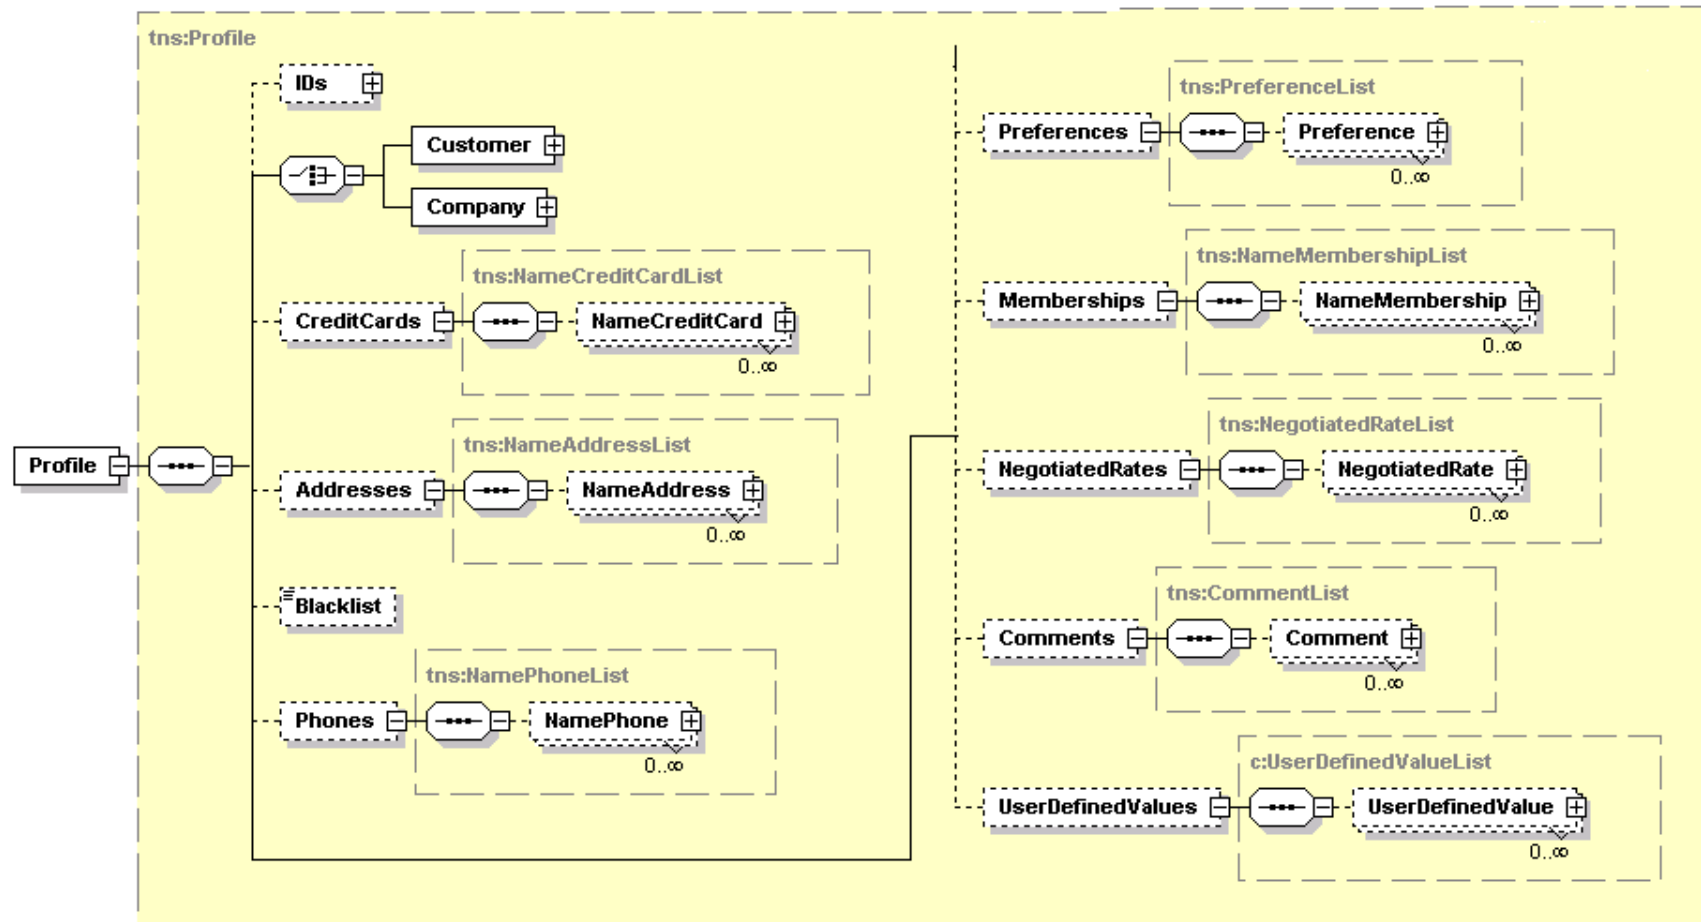 tns:Profile
IDs
Customer
Company
tns:NameCreditCardList
CreditCards
NameCreditCard
0..∞
tns:NameAddressList
Profile
Addresses
NameAddress
0..∞
Blacklist
tns:NamePhoneList
Phones
NamePhone
0..∞
tns:PreferenceList
Preferences
Preference
0..∞
tns:NameMembershipList
Memberships
NameMembership
0..∞
tns:NegotiatedRateList
NegotiatedRates
NegotiatedRate
0..∞
tns:CommentList
Comments
Comment
0..∞
c:UserDefinedValueList
UserDefinedValues
UserDefinedValue
0..∞